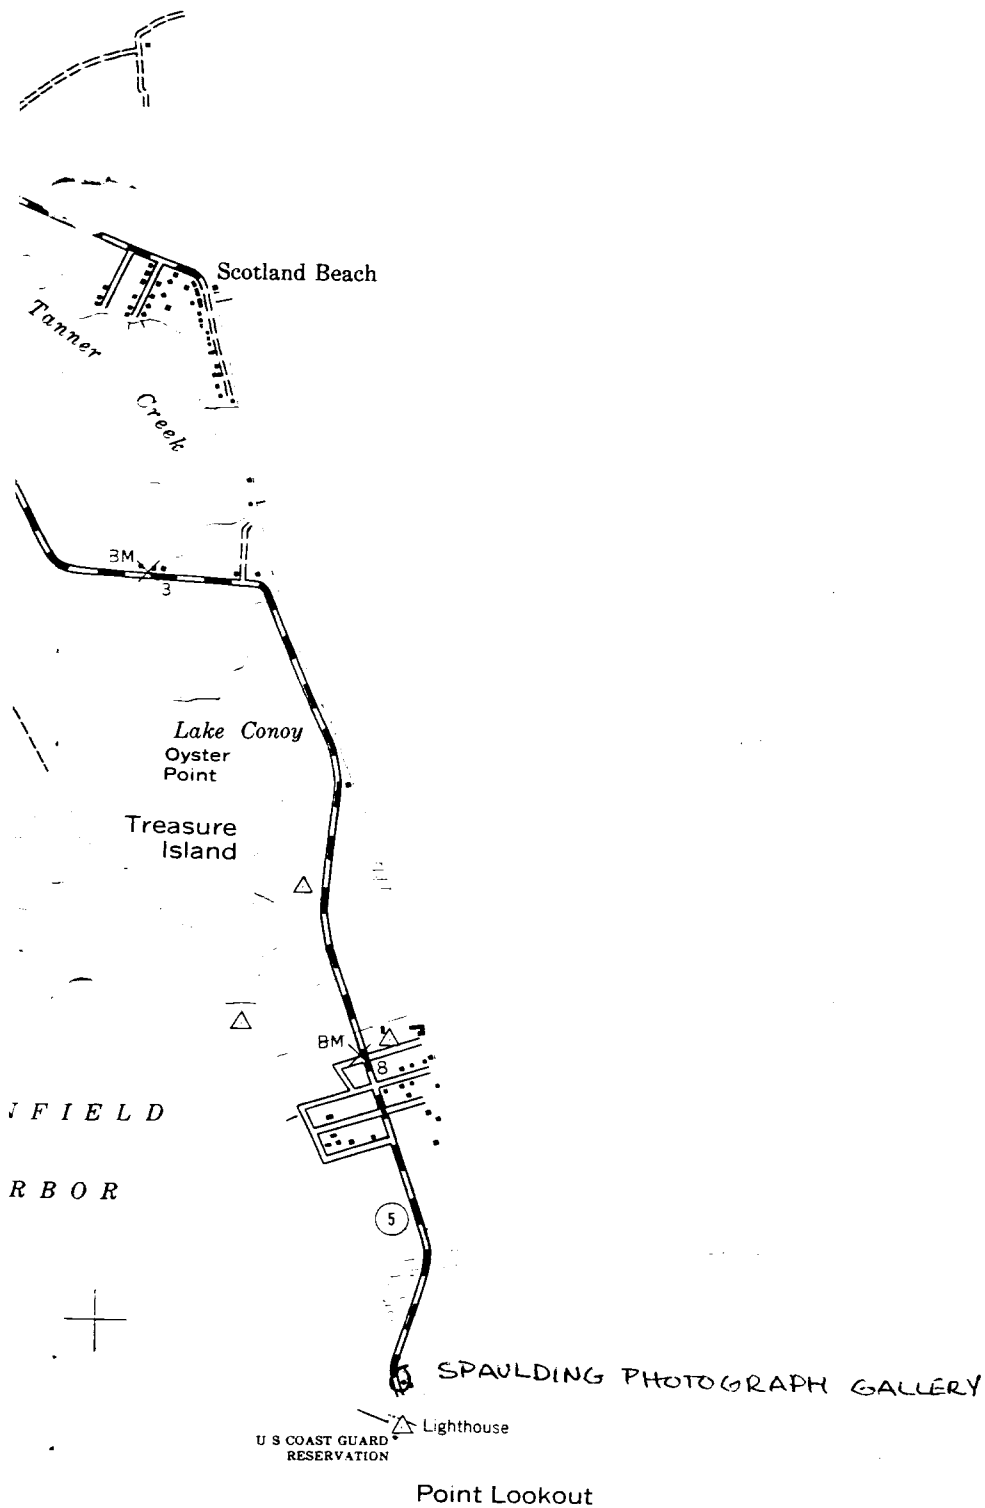 Scotland Beach
Tanner
Creek
BM
3
Lake Conoy
Oyster
Point
Treasure
Island
BM
8
FIELD
RBOR
5
SPAULDING PHOTOGRAPH GALLERY
Lighthouse
U S COAST GUARD
RESERVATION
Point Lookout